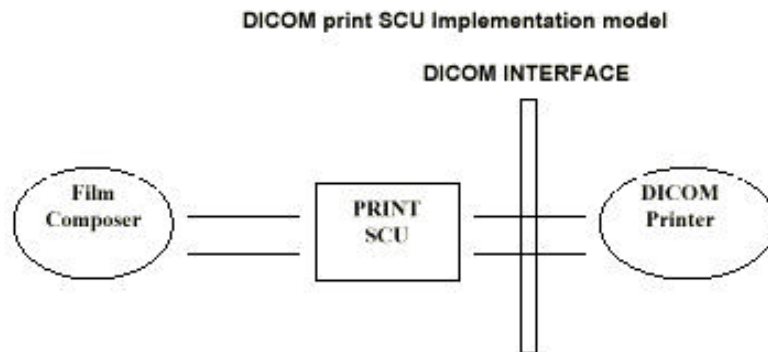 DICOM print SCU Implementation model
DICOM INTERFACE
Film
Composer
PRINT
SCU
DICOM
Printer